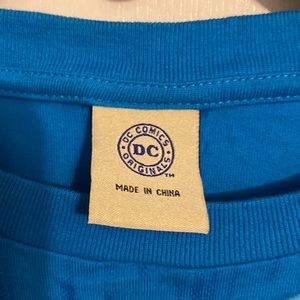 DC COMICS
DC
ORIGINALS
TM
MADE IN CHINA